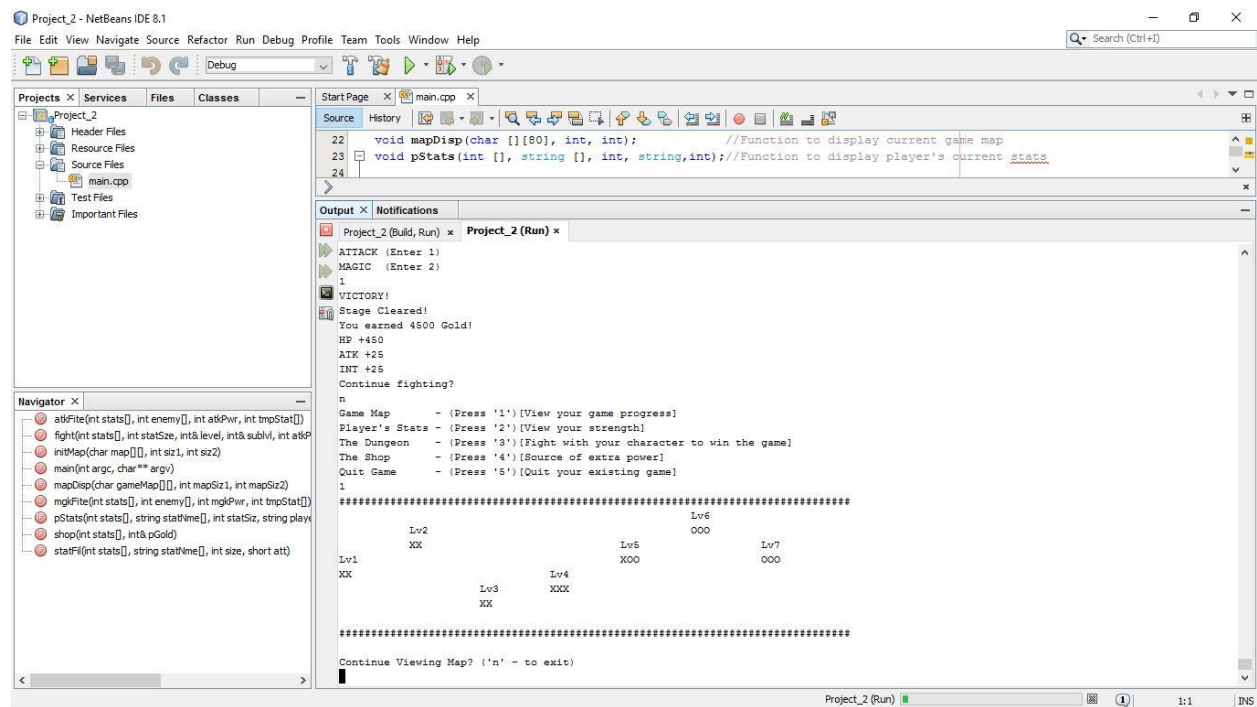 Project_2 - NetBeans IDE 8.1
File Edit View Navigate Source Refactor Run Debug Profile Team Tools Window Help
Search (Ctrl+I)
Debug
Projects Services Files Classes
Project_2
Header Files
Resource Files
Source Files
main.cpp
Test Files
Important Files
Start Page main.cpp
Source History
22 void mapDisp(char [][80], int, int); //Function to display current game map
23 void pStats(int [], string [], int, string,int);//Function to display player's current stats
24
Output Notifications
Project_2 (Build, Run) Project_2 (Run)
ATTACK (Enter 1)
MAGIC (Enter 2)
1
VICTORY!
Stage Cleared!
You earned 4500 Gold!
HP +450
ATK +25
INT +25
Continue fighting?
n
Game Map - (Press '1')[View your game progress]
Player's Stats - (Press '2')[View your strength]
The Dungeon - (Press '3')[Fight with your character to win the game]
The Shop - (Press '4')[Source of extra power]
Quit Game - (Press '5')[Quit your existing game]
1
################################################################################
Lv6
Lv2 OOO
XX Lv5 Lv7
Lv1 XOO OOO
XX Lv4
Lv3 XXX
XX
################################################################################
Continue Viewing Map? ('n' - to exit)
Navigator
atkFite(int stats[], int enemy[], int atkPwr, int tmpStat[])
fight(int stats[], int statSze, int& level, int& sublvl, int atkP
initMap(char map[][], int siz1, int siz2)
main(int argc, char** argv)
mapDisp(char gameMap[][], int mapSiz1, int mapSiz2)
mgkFite(int stats[], int enemy[], int mgkPwr, int tmpStat[])
pStats(int stats[], string statNme[], int statSiz, string playe
shop(int stats[], int& pGold)
statFil(int stats[], string statNme[], int size, short att)
Project_2 (Run) 1 1:1 INS